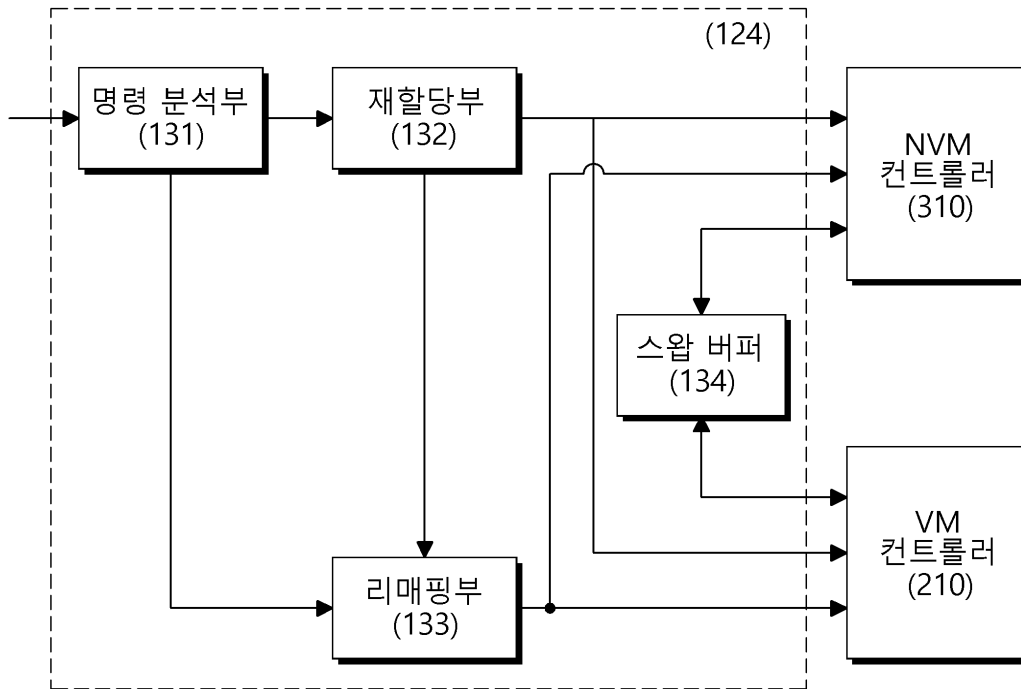 (124)
명령 분석부
(131)
재할당부
(132)
NVM
컨트롤러
(310)
스왑 버퍼
(134)
리매핑부
(133)
VM
컨트롤러
(210)